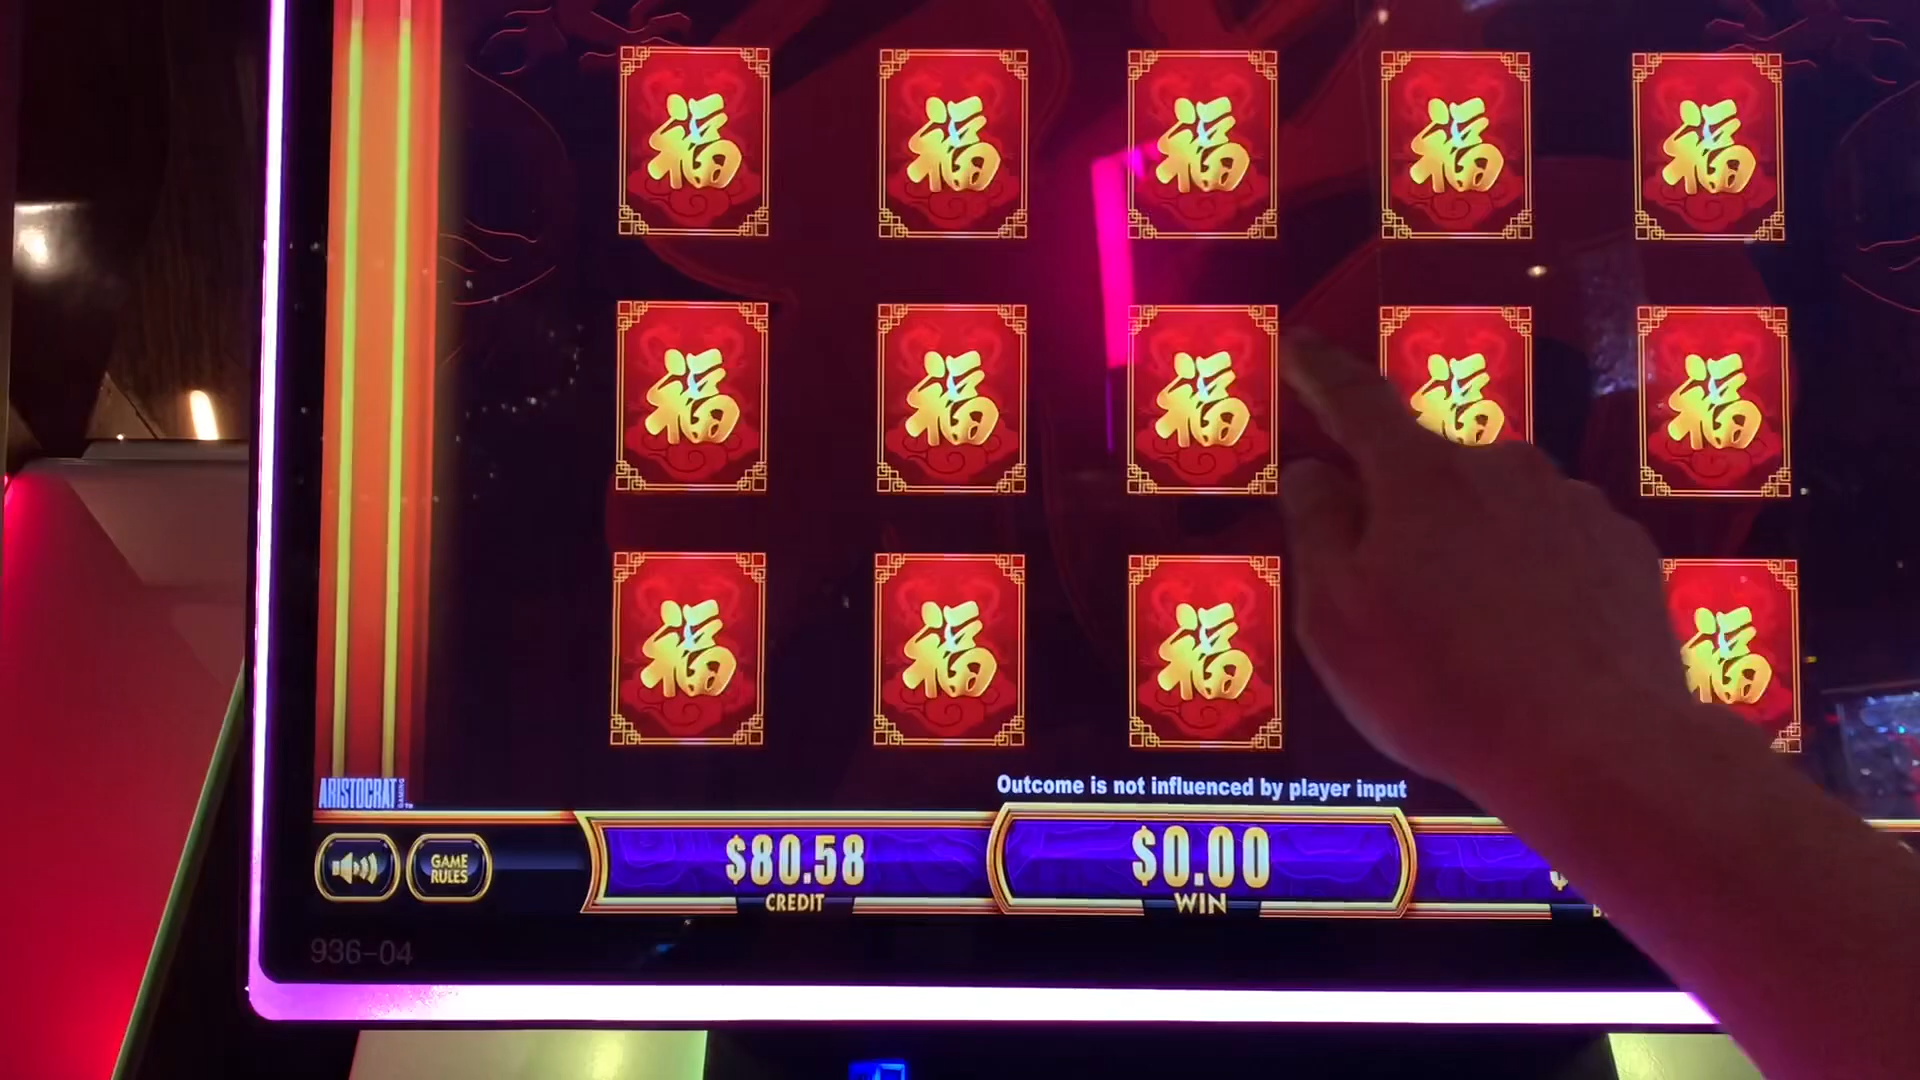 福 福 福 福 福
福 福 福 福 福
福 福 福 福
Outcome is not influenced by player input
ARISTOCRAT
GAMING™
GAME
RULES
$80.58
CREDIT
$0.00
WIN
936-04